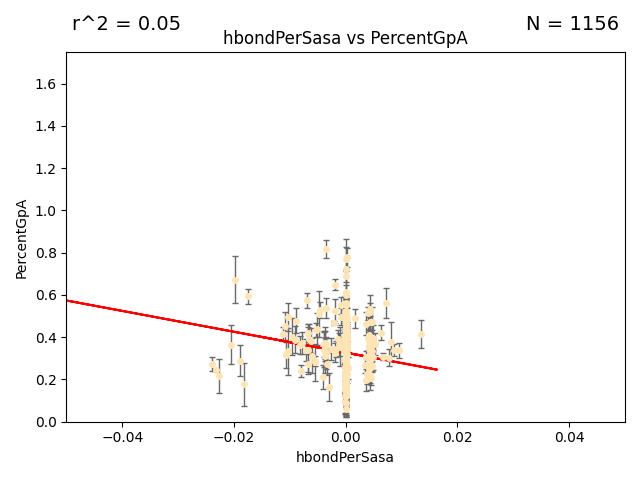 r^2 = 0.05
N = 1156
hbondPerSasa vs PercentGpA
PercentGpA
1.6
1.4
1.2
1.0
0.8
0.6
0.4
0.2
0.0
−0.04
−0.02
0.00
0.02
0.04
hbondPerSasa